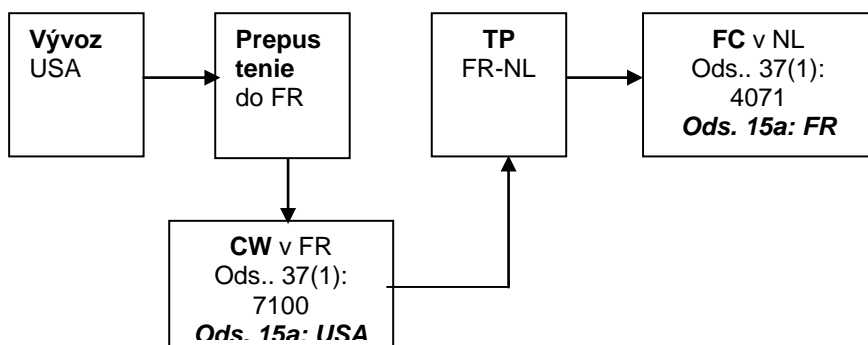 Vývoz
USA
Prepus
tenie
do FR
TP
FR-NL
FC v NL
Ods.. 37(1):
4071
Ods. 15a: FR
CW v FR
Ods.. 37(1):
7100
Ods. 15a: USA